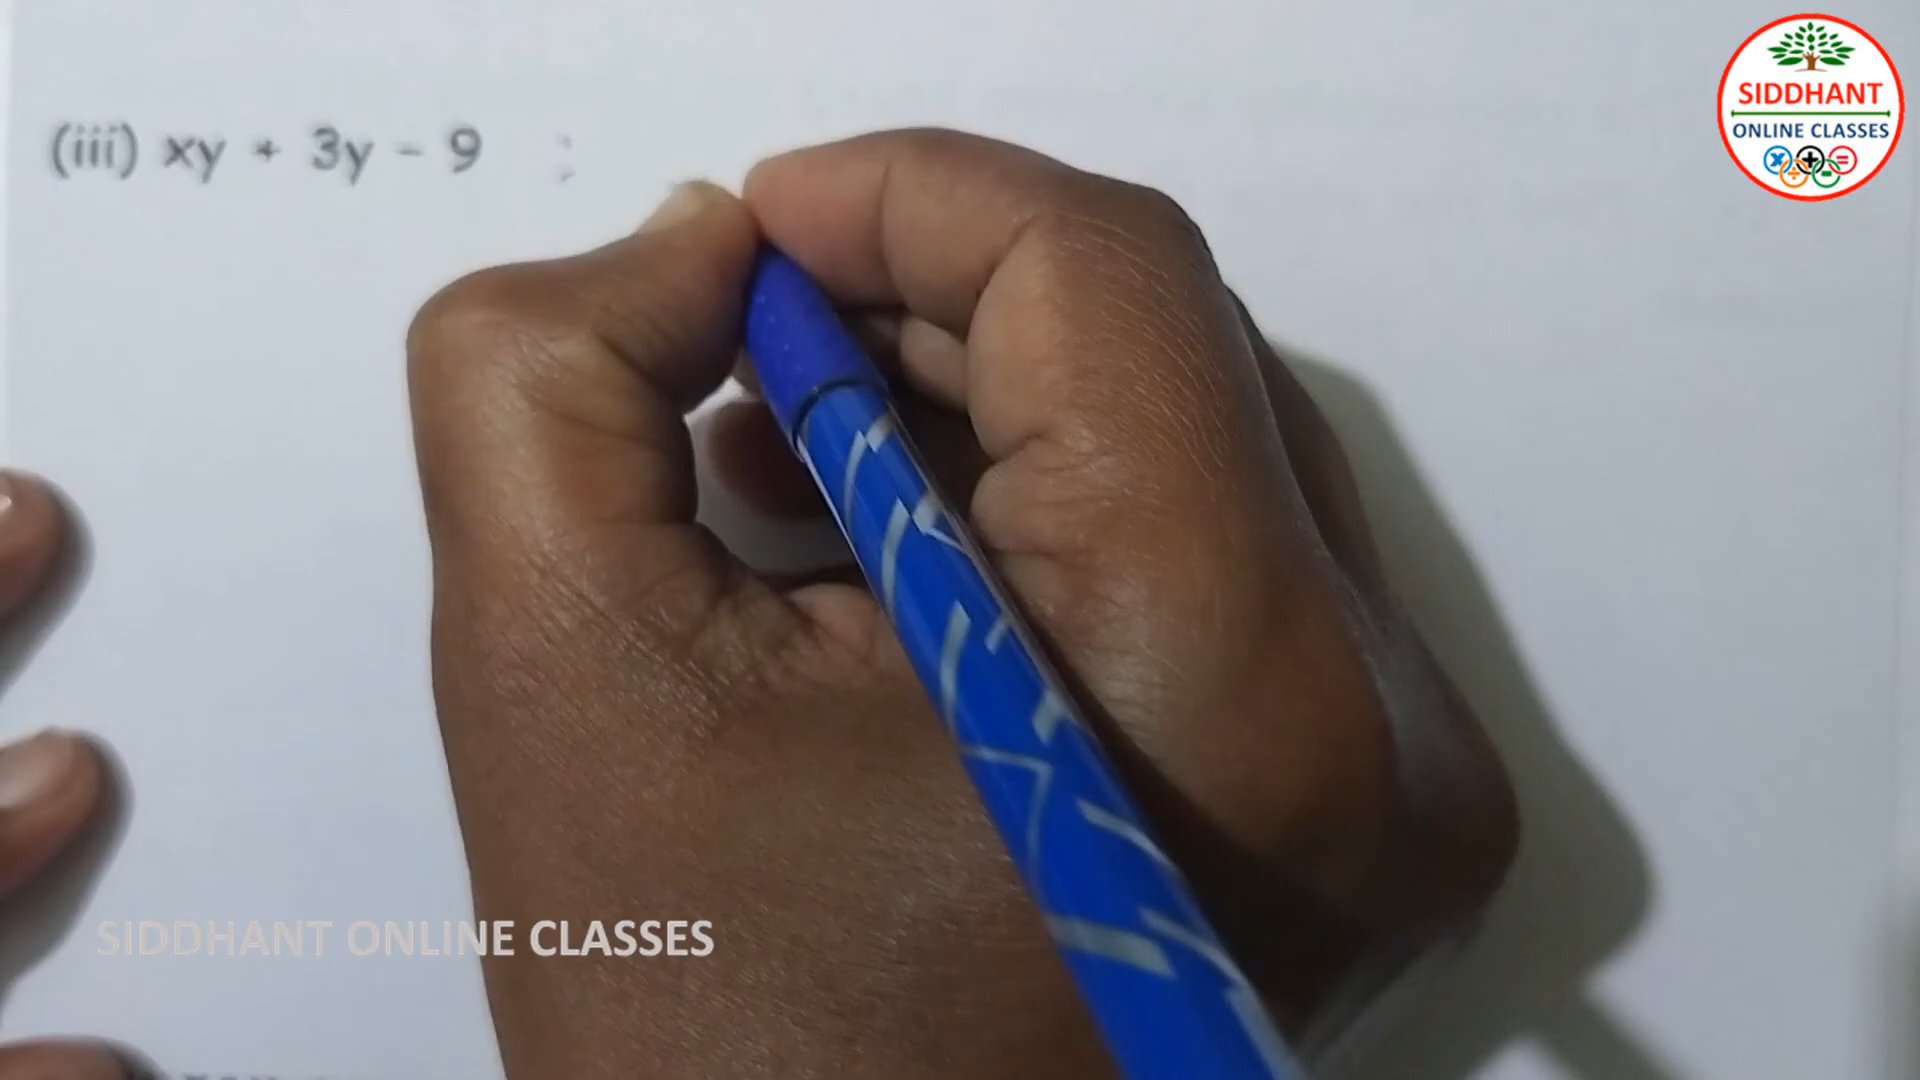 (iii) xy + 3y - 9 :
SIDDHANT
ONLINE CLASSES
SIDDHANT ONLINE CLASSES